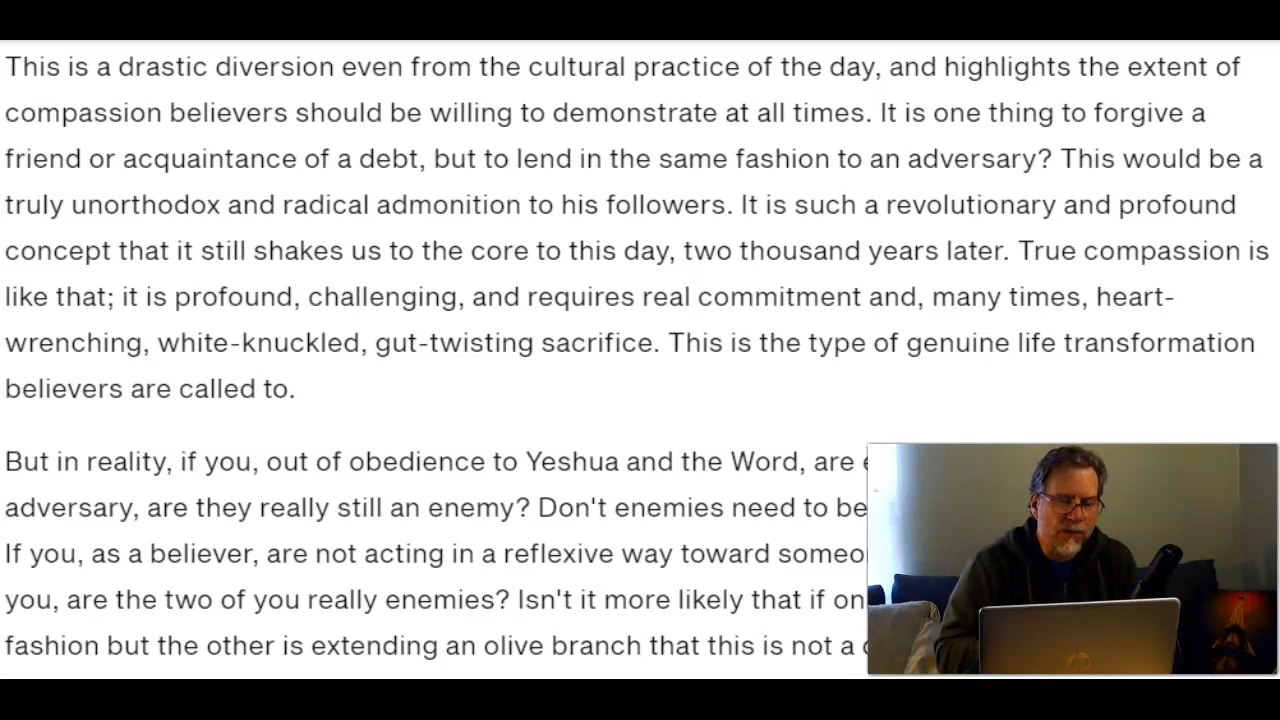 This is a drastic diversion even from the cultural practice of the day, and highlights the extent of
compassion believers should be willing to demonstrate at all times. It is one thing to forgive a
friend or acquaintance of a debt, but to lend in the same fashion to an adversary? This would be a
truly unorthodox and radical admonition to his followers. It is such a revolutionary and profound
concept that it still shakes us to the core to this day, two thousand years later. True compassion is
like that; it is profound, challenging, and requires real commitment and, many times, heart-
wrenching, white-knuckled, gut-twisting sacrifice. This is the type of genuine life transformation
believers are called to.
But in reality, if you, out of obedience to Yeshua and the Word, are
adversary, are they really still an enemy? Don't enemies need to be
If you, as a believer, are not acting in a reflexive way toward
you, are the two of you really enemies? Isn't it more likely that if
fashion but the other is extending an olive branch that this is not a